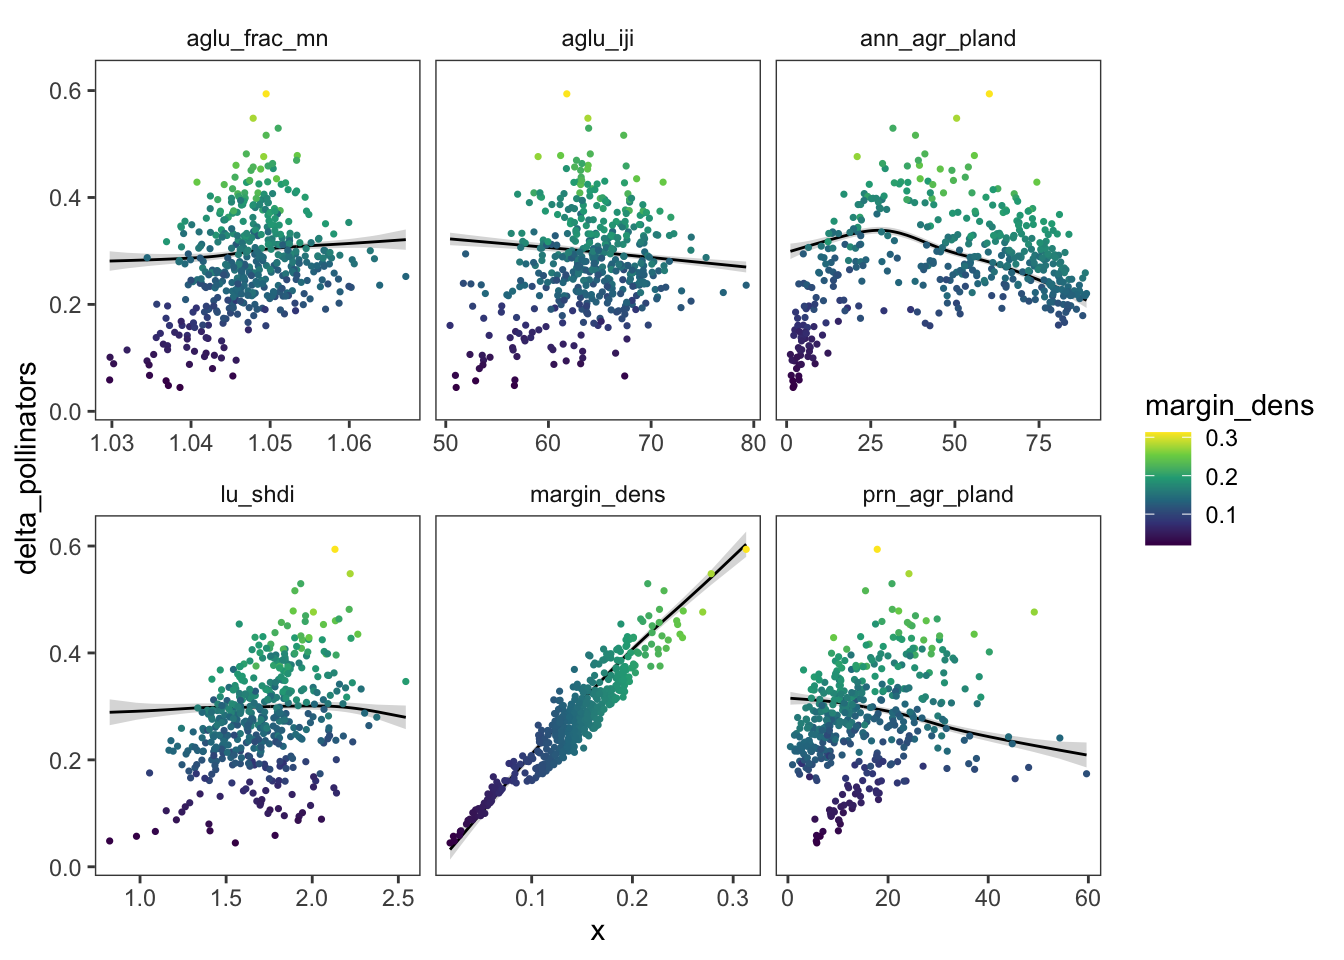 aglu_frac_mn
aglu_iji
ann_agr_pland
0.6
0.4
0.2
0.0
1.03 1.04 1.05 1.06
50 60 70 80
0 25 50 75
lu_shdi
margin_dens
prn_agr_pland
0.6
0.4
0.2
0.0
1.0 1.5 2.0 2.5
0.1 0.2 0.3
0 20 40 60
x
delta_pollinators
margin_dens
0.3
0.2
0.1